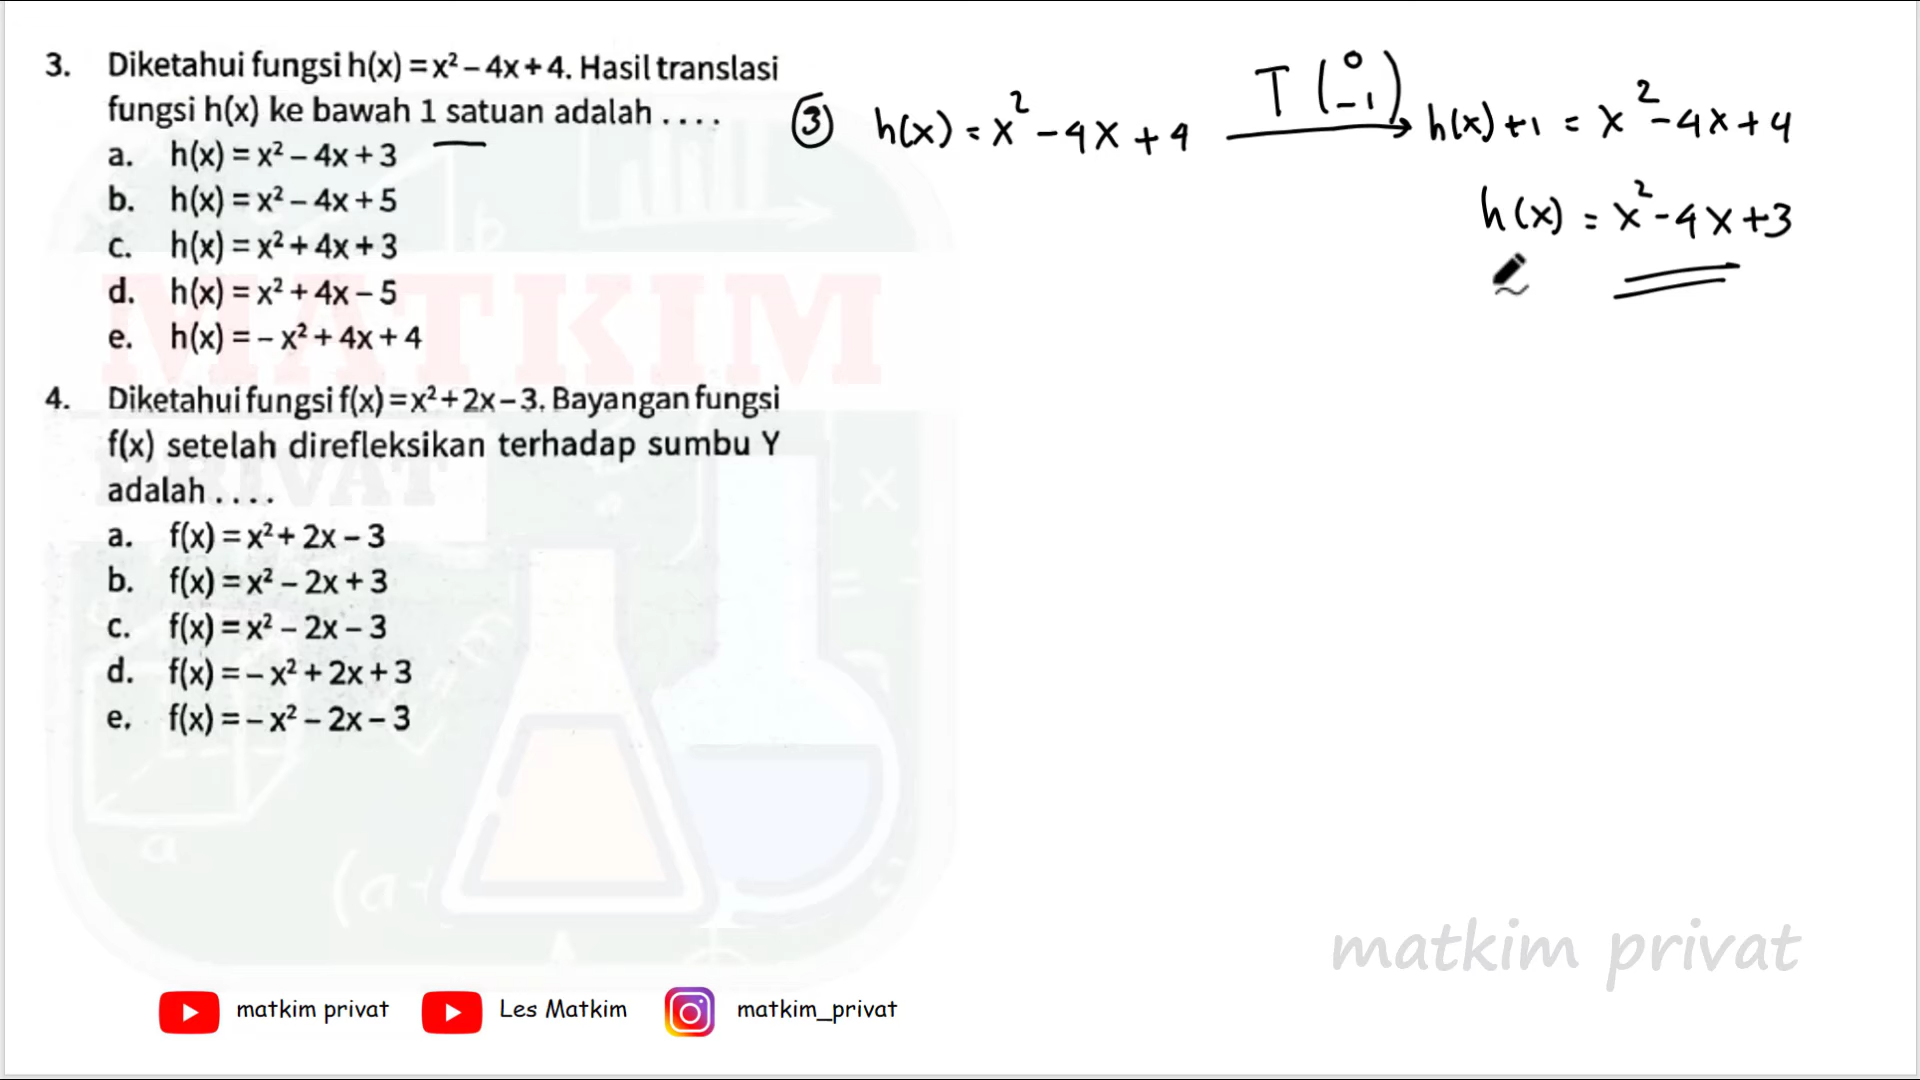 3. Diketahui fungsi h(x) = x² – 4x + 4. Hasil translasi
fungsi h(x) ke bawah 1 satuan adalah . . . .
a. h(x) = x² – 4x + 3
b. h(x) = x² – 4x + 5
c. h(x) = x² + 4x + 3
d. h(x) = x² + 4x – 5
e. h(x) = – x² + 4x + 4
4. Diketahui fungsi f(x) = x² + 2x – 3. Bayangan fungsi
f(x) setelah direfleksikan terhadap sumbu Y
adalah . . . .
a. f(x) = x² + 2x – 3
b. f(x) = x² – 2x + 3
c. f(x) = x² – 2x – 3
d. f(x) = – x² + 2x + 3
e. f(x) = – x² – 2x – 3
③ h(x) = x² - 4x + 4 T(0 -1) → h(x) + 1 = x² - 4x + 4
h(x) = x² - 4x + 3
MATKIM
PRIVAT
a
b
(a+
matkim privat
matkim privat Les Matkim matkim_privat